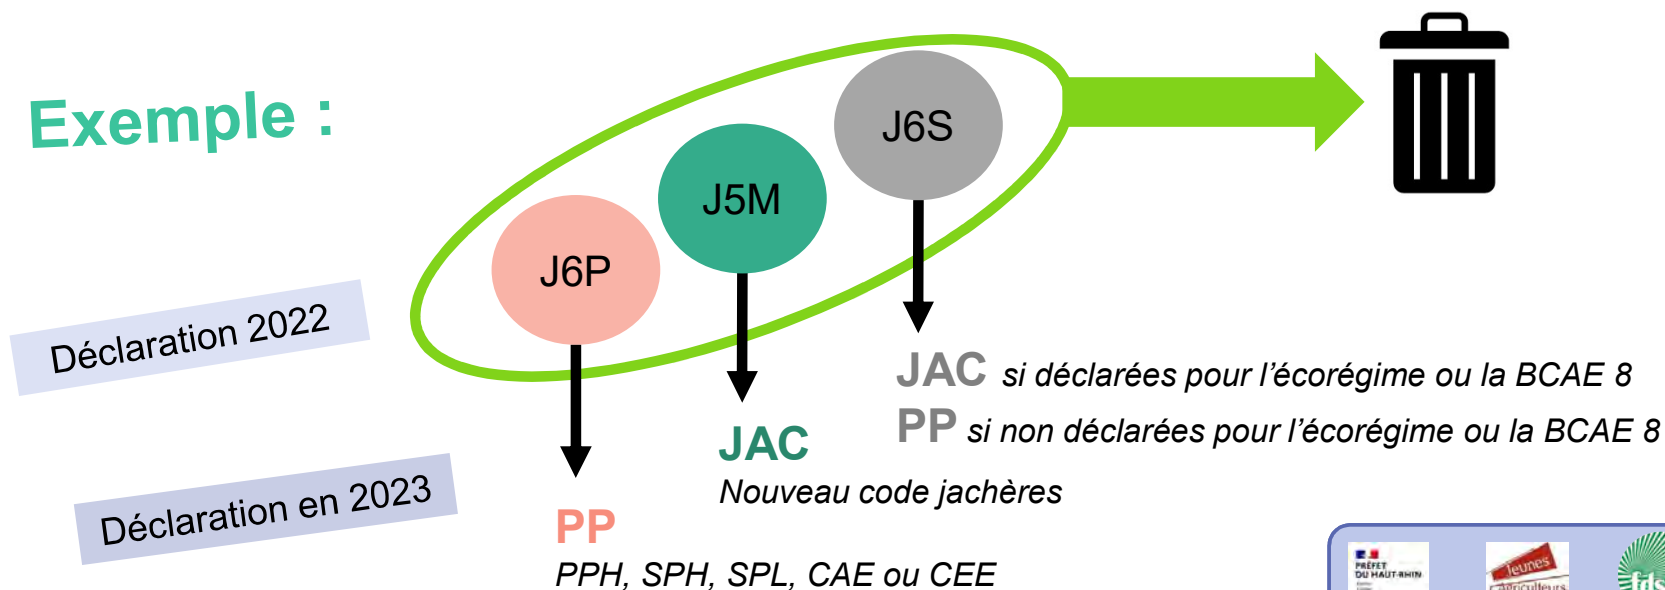 Exemple :
J6S
J5M
J6P
Déclaration 2022
JAC si déclarées pour l'écorégime ou la BCAE 8
PP si non déclarées pour l'écorégime ou la BCAE 8
JAC
Nouveau code jachères
Déclaration en 2023
PP
PPH, SPH, SPL, CAE ou CEE
PRÉFET
DU HAUT-RHIN
Jeunes
Agriculteurs